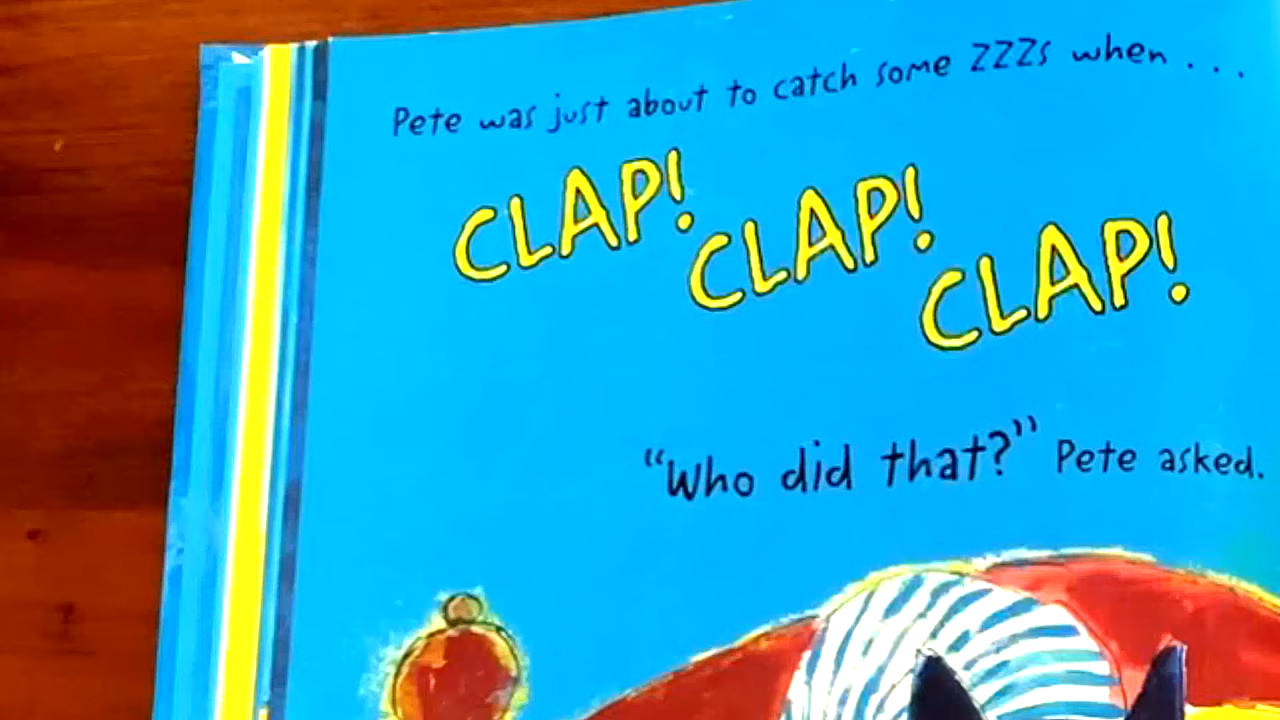 Pete was just about to catch some ZZZs when . . .
CLAP!
CLAP!
CLAP!
“Who did that?” Pete asked.